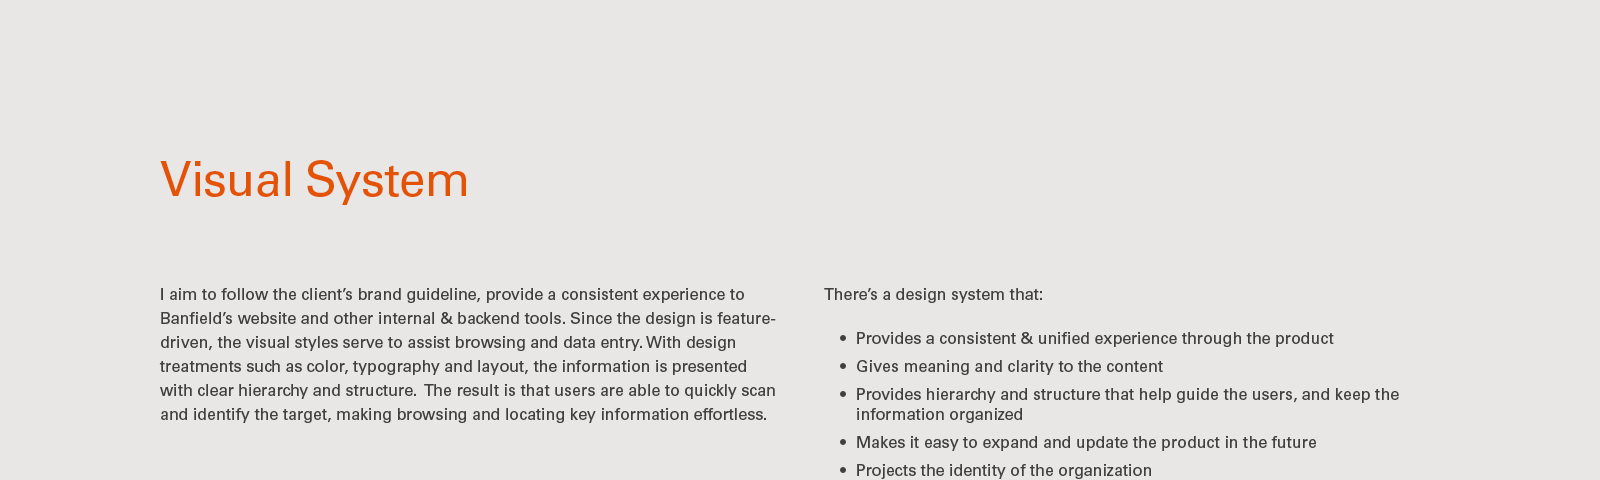 Visual System
I aim to follow the client’s brand guideline, provide a consistent experience to
Banfield’s website and other internal & backend tools. Since the design is feature-
driven, the visual styles serve to assist browsing and data entry. With design
treatments such as color, typography and layout, the information is presented
with clear hierarchy and structure.  The result is that users are able to quickly scan
and identify the target, making browsing and locating key information effortless.
There’s a design system that:
• Provides a consistent & unified experience through the product
• Gives meaning and clarity to the content
• Provides hierarchy and structure that help guide the users, and keep the
information organized
• Makes it easy to expand and update the product in the future
• Projects the identity of the organization